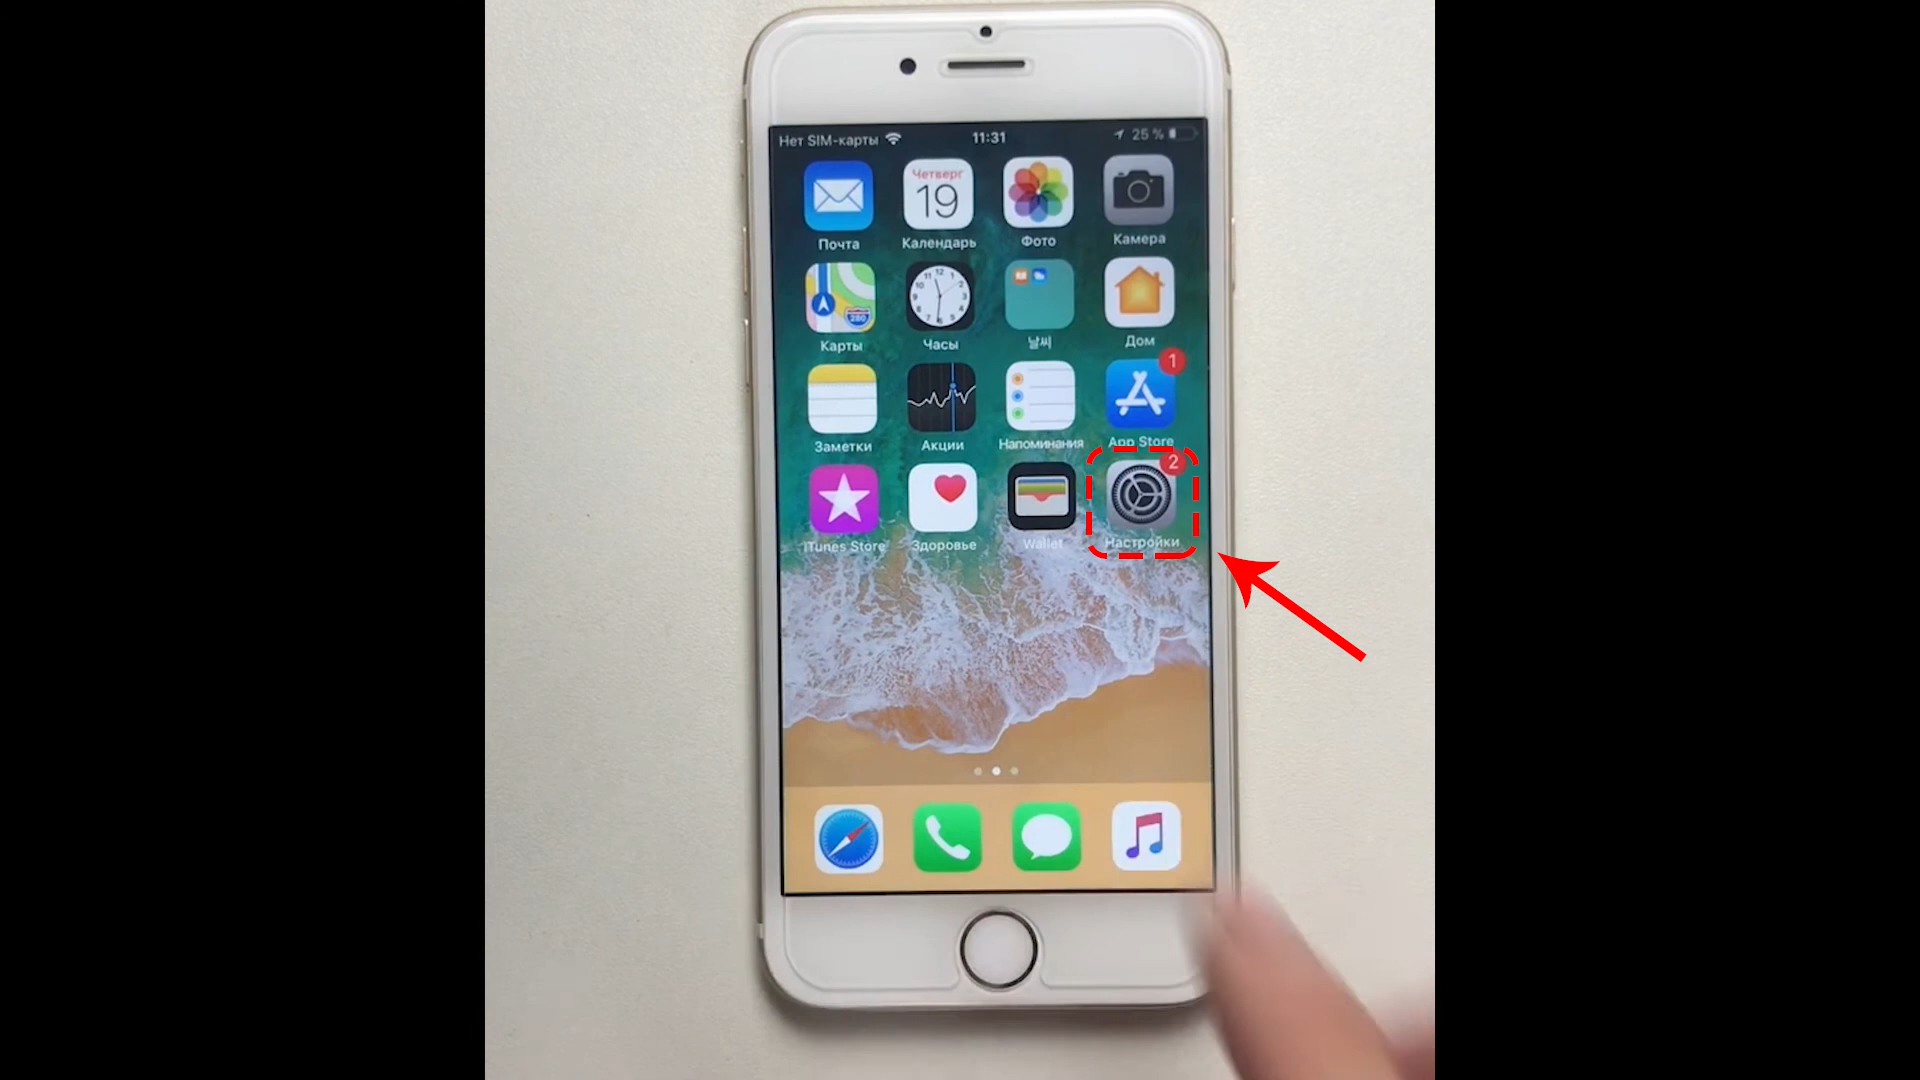 Нет SIM-карты 11:31 25 %
Четверг
19
Почта Календарь Фото Камера
280
Карты Часы 날씨 Дом
1
Заметки Акции Напоминания App Store
2
iTunes Store Здоровье Wallet Настройки